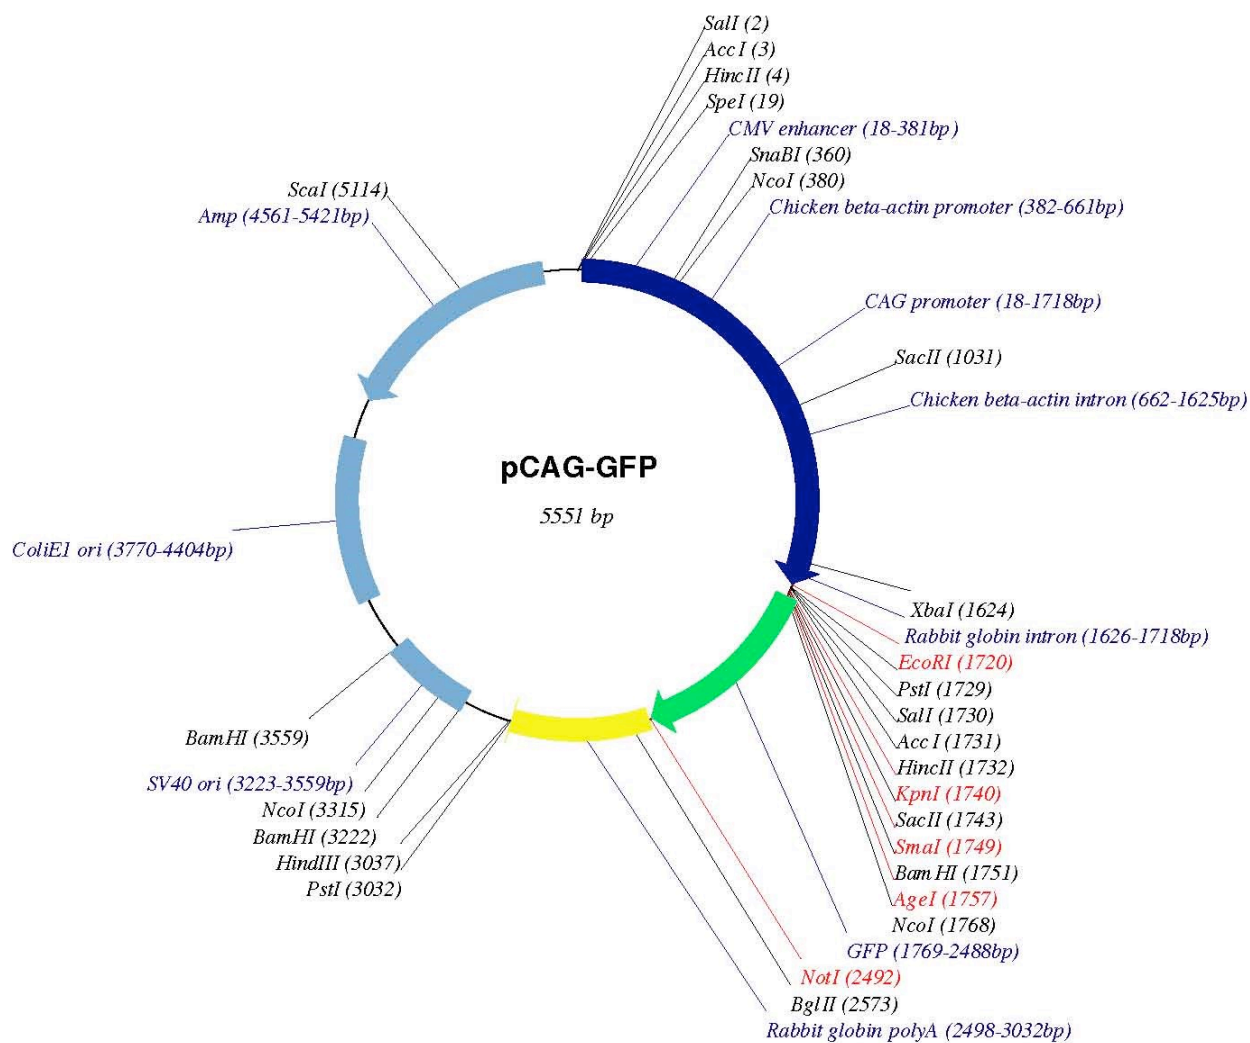 SalI (2)
AccI (3)
HincII (4)
SpeI (19)
CMV enhancer (18-381bp)
SnaBI (360)
NcoI (380)
Chicken beta-actin promoter (382-661bp)
CAG promoter (18-1718bp)
SacII (1031)
Chicken beta-actin intron (662-1625bp)
XbaI (1624)
Rabbit globin intron (1626-1718bp)
EcoRI (1720)
PstI (1729)
SalI (1730)
AccI (1731)
HincII (1732)
KpnI (1740)
SacII (1743)
SmaI (1749)
BamHI (1751)
AgeI (1757)
NcoI (1768)
GFP (1769-2488bp)
NotI (2492)
BglII (2573)
Rabbit globin polyA (2498-3032bp)
PstI (3032)
HindIII (3037)
BamHI (3222)
NcoI (3315)
SV40 ori (3223-3559bp)
BamHI (3559)
ColiE1 ori (3770-4404bp)
Amp (4561-5421bp)
ScaI (5114)
pCAG-GFP
5551 bp